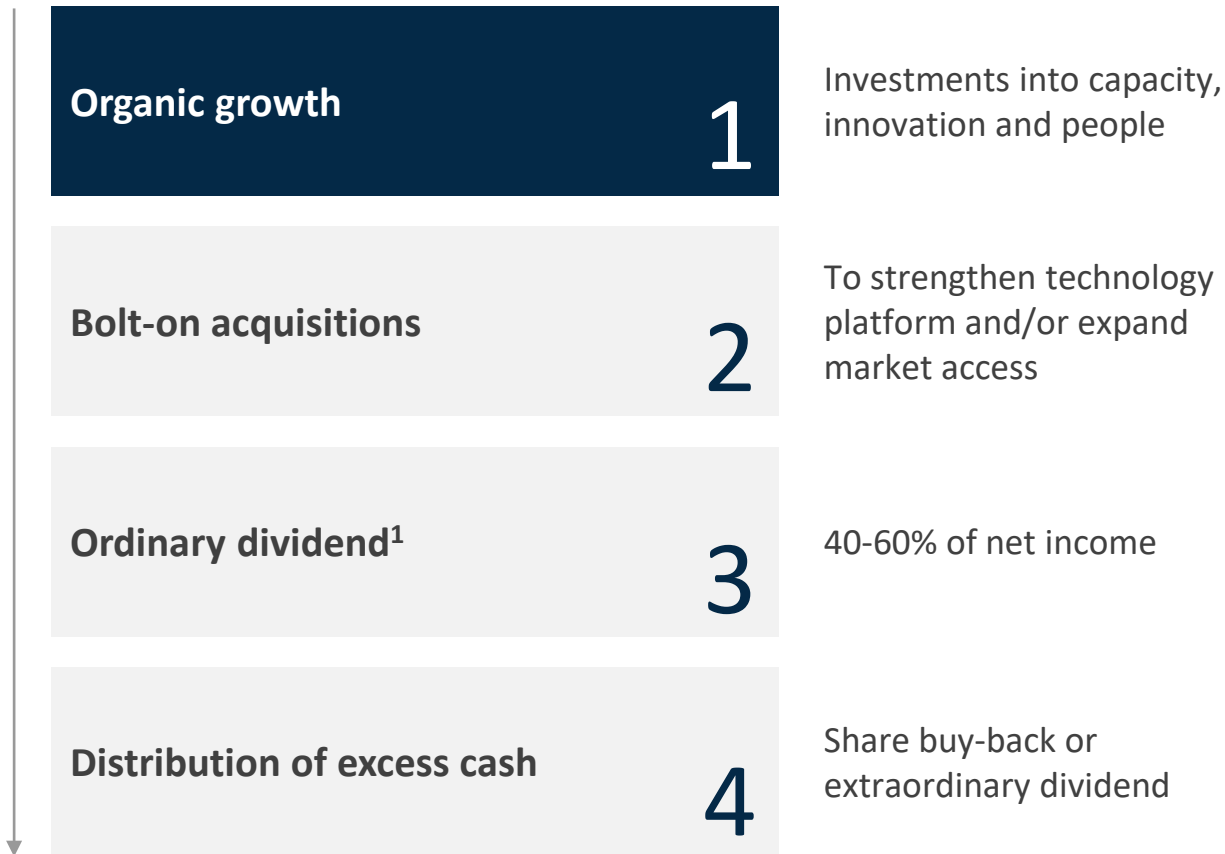 Organic growth
1
Investments into capacity,
innovation and people
Bolt-on acquisitions
2
To strengthen technology
platform and/or expand
market access
Ordinary dividend¹
3
40-60% of net income
Distribution of excess cash
4
Share buy-back or
extraordinary dividend